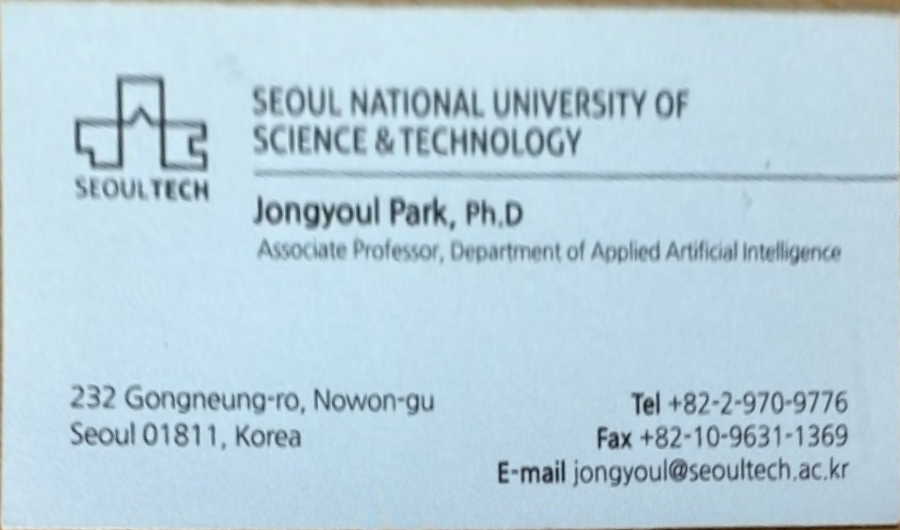 SEOULTECH
SEOUL NATIONAL UNIVERSITY OF
SCIENCE & TECHNOLOGY
Jongyoul Park, Ph.D
Associate Professor, Department of Applied Artificial Intelligence
232 Gongneung-ro, Nowon-gu
Seoul 01811, Korea
Tel +82-2-970-9776
Fax +82-10-9631-1369
E-mail jongyoul@seoultech.ac.kr